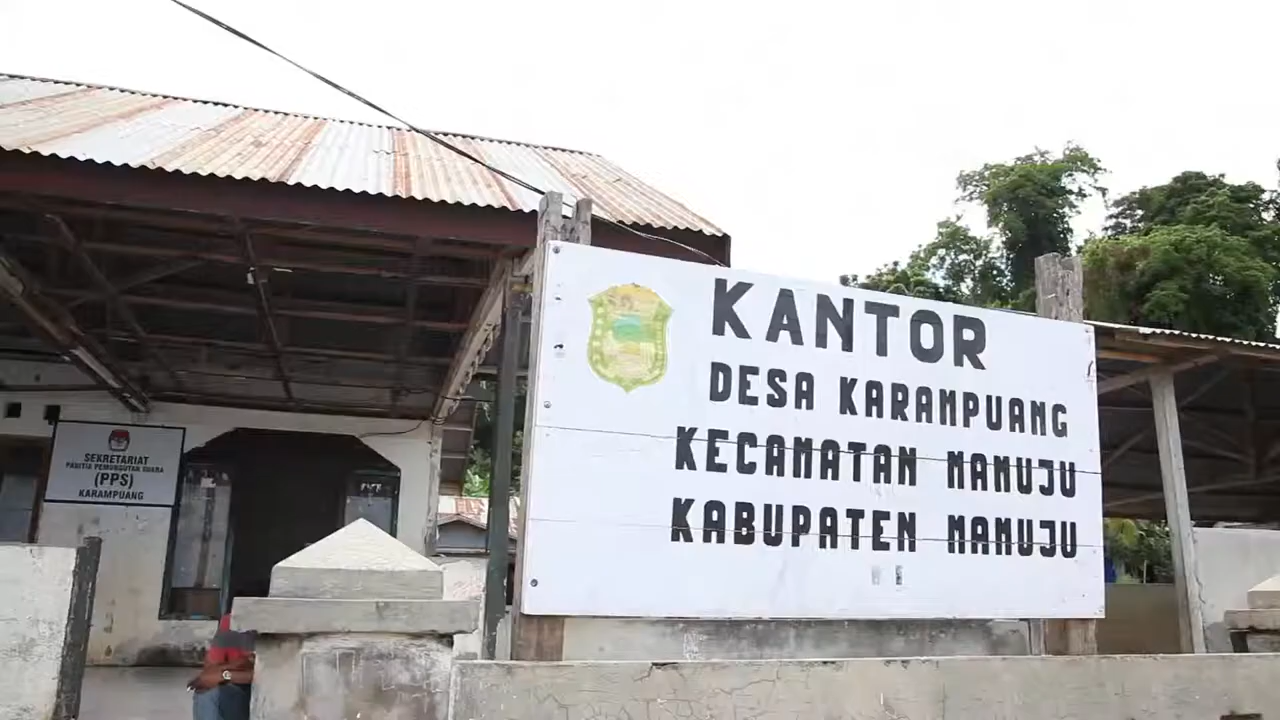 KANTOR
DESA KARAMPUANG
KECAMATAN MAMUJU
KABUPATEN MAMUJU
SEKRETARIAT
PANITIA PEMUNGUTAN SUARA
(PPS)
KARAMPUANG